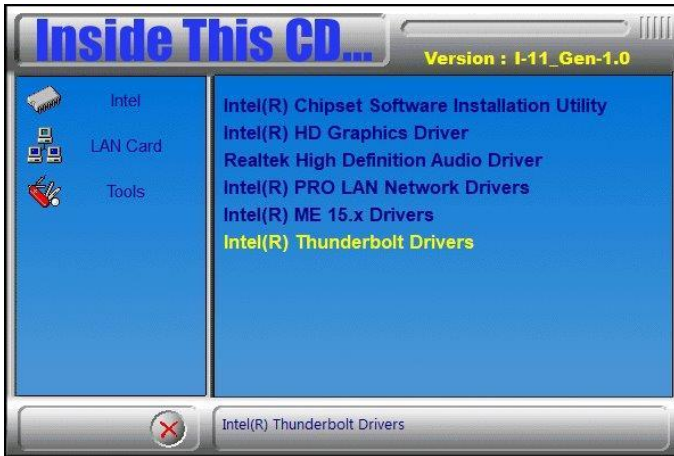 Inside This CD...
Version : I-11_Gen-1.0
Intel
LAN Card
Tools
Intel(R) Chipset Software Installation Utility
Intel(R) HD Graphics Driver
Realtek High Definition Audio Driver
Intel(R) PRO LAN Network Drivers
Intel(R) ME 15.x Drivers
Intel(R) Thunderbolt Drivers
Intel(R) Thunderbolt Drivers